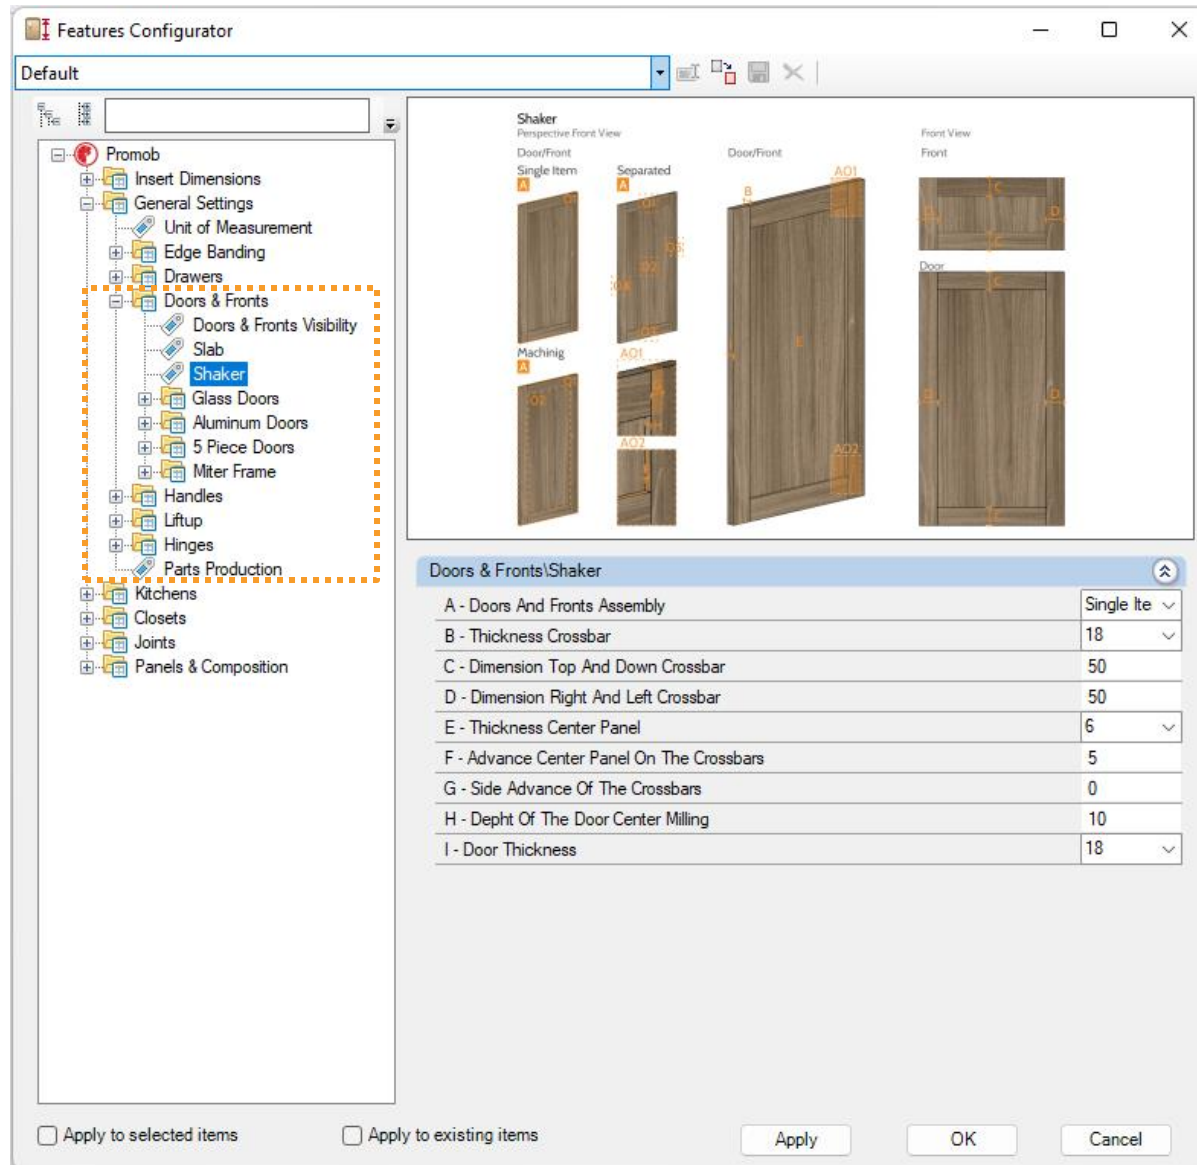 Features Configurator
Default
Promob
Insert Dimensions
General Settings
Unit of Measurement
Edge Banding
Drawers
Doors & Fronts
Doors & Fronts Visibility
Slab
Shaker
Glass Doors
Aluminum Doors
5 Piece Doors
Miter Frame
Handles
Liftup
Hinges
Parts Production
Kitchens
Closets
Joints
Panels & Composition
Shaker
Perspective Front View
Front View
Door/Front
Door/Front
Front
Single Item
Separated
A
A
B
AO1
C
D
D
C
Door
C
E
D
D
Machinig
A
AO1
AO2
AO2
C
Doors & Fronts\Shaker
A - Doors And Fronts Assembly Single Ite
B - Thickness Crossbar 18
C - Dimension Top And Down Crossbar 50
D - Dimension Right And Left Crossbar 50
E - Thickness Center Panel 6
F - Advance Center Panel On The Crossbars 5
G - Side Advance Of The Crossbars 0
H - Depht Of The Door Center Milling 10
I - Door Thickness 18
Apply to selected items
Apply to existing items
Apply
OK
Cancel